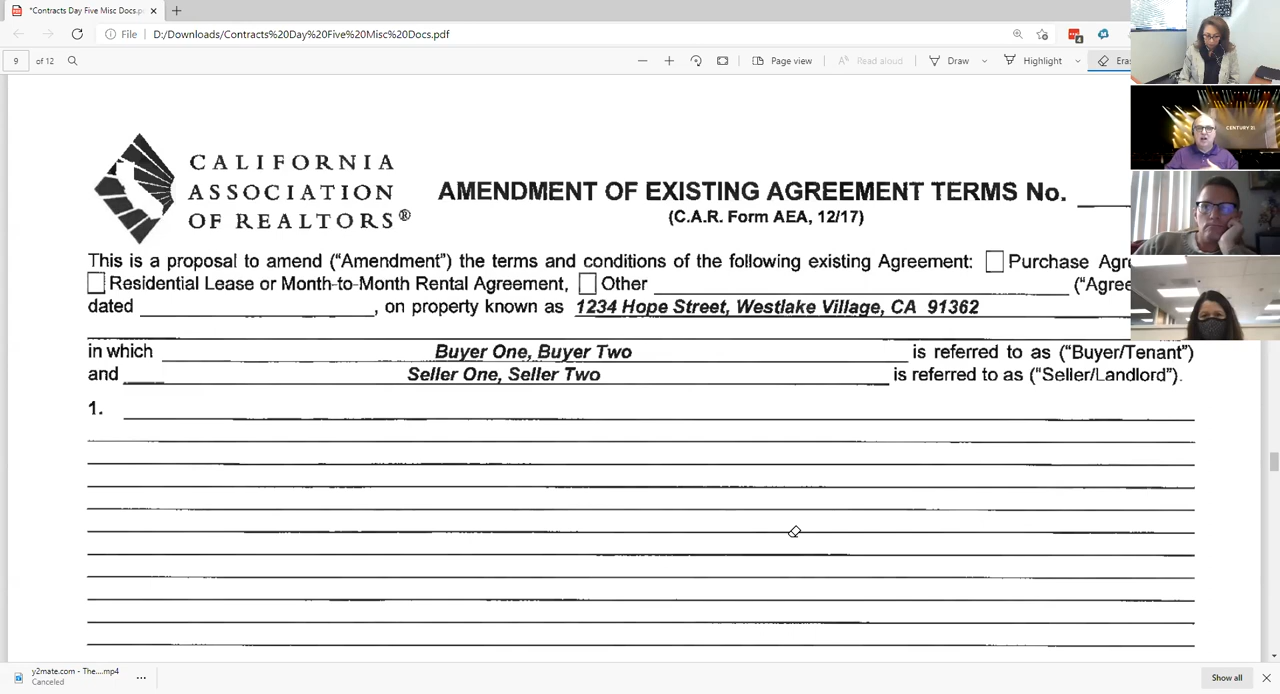 *Contracts Day Five Misc Docs.p
File D:/Downloads/Contracts%20Day%20Five%20Misc%20Docs.pdf
9 of 12 Page view Read aloud Draw Highlight Eras
CENTURY 21
CALIFORNIA
ASSOCIATION
OF REALTORS®
AMENDMENT OF EXISTING AGREEMENT TERMS No.
(C.A.R. Form AEA, 12/17)
This is a proposal to amend ("Amendment") the terms and conditions of the following existing Agreement: Purchase Agre
Residential Lease or Month-to-Month Rental Agreement, Other ("Agree
dated , on property known as 1234 Hope Street, Westlake Village, CA 91362
in which Buyer One, Buyer Two is referred to as ("Buyer/Tenant")
and Seller One, Seller Two is referred to as ("Seller/Landlord").
1.
y2mate.com - The....mp4
Canceled
Show all